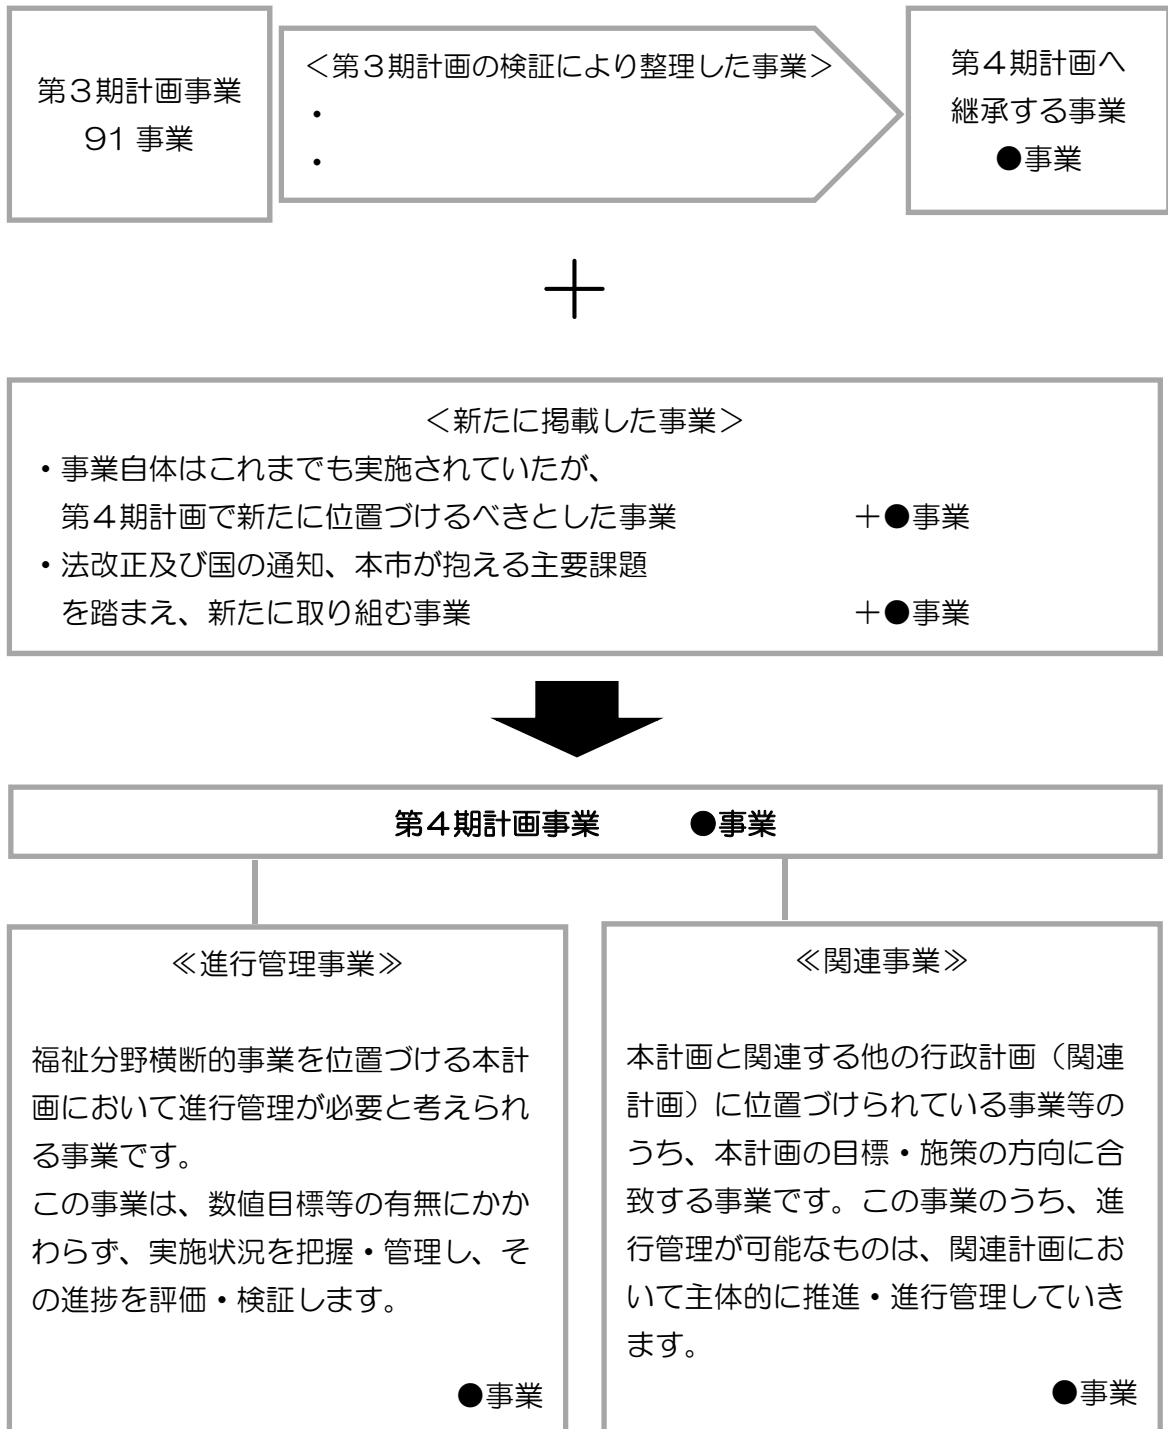 第３期計画事業
91 事業
＜第３期計画の検証により整理した事業＞
・
・
第４期計画へ
継承する事業
●事業
＋
＜新たに掲載した事業＞
・事業自体はこれまでも実施されていたが、
第４期計画で新たに位置づけるべきとした事業　＋●事業
・法改正及び国の通知、本市が抱える主要課題
を踏まえ、新たに取り組む事業　＋●事業
第４期計画事業　●事業
≪進行管理事業≫
福祉分野横断的事業を位置づける本計
画において進行管理が必要と考えられ
る事業です。
この事業は、数値目標等の有無にかか
わらず、実施状況を把握・管理し、そ
の進捗を評価・検証します。
●事業
≪関連事業≫
本計画と関連する他の行政計画（関連
計画）に位置づけられている事業等の
うち、本計画の目標・施策の方向に合
致する事業です。この事業のうち、進
行管理が可能なものは、関連計画にお
いて主体的に推進・進行管理していき
ます。
●事業